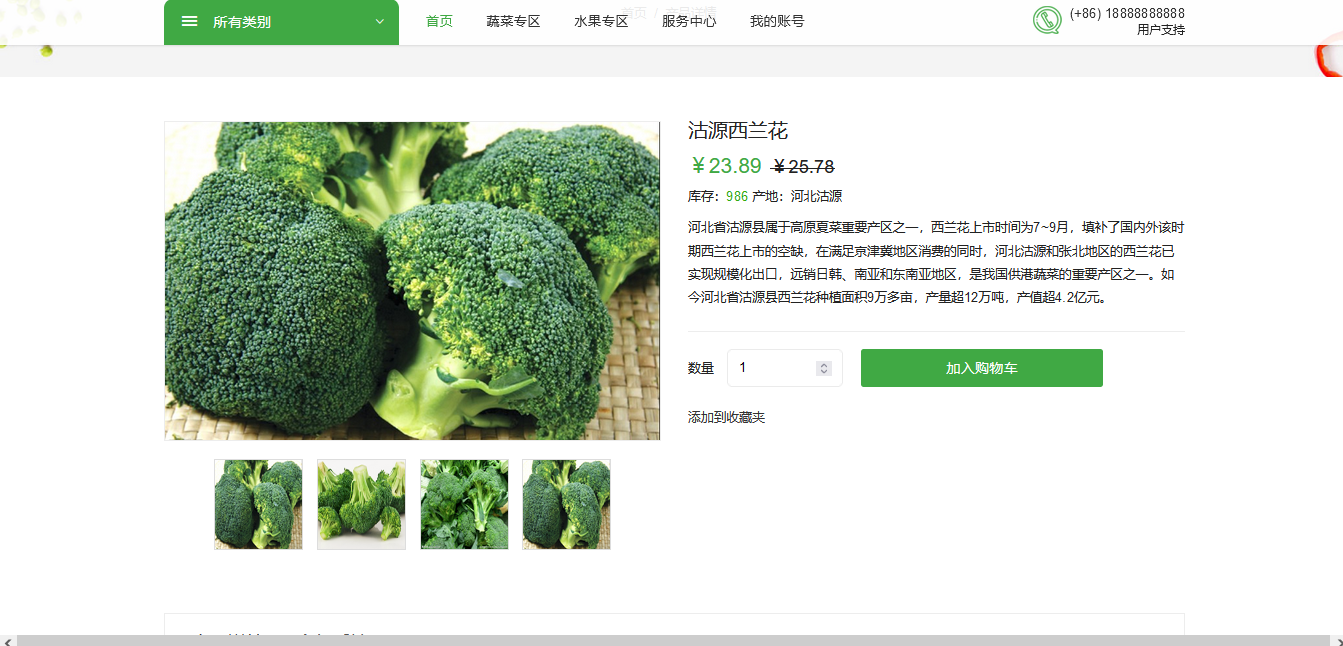 所有类别
首页
蔬菜专区
水果专区
服务中心
我的账号
首页 / 产品详情
(+86) 18888888888
用户支持
沽源西兰花
￥23.89 ￥25.78
库存：986 产地：河北沽源
河北省沽源县属于高原夏菜重要产区之一，西兰花上市时间为7~9月，填补了国内外该时
期西兰花上市的空缺，在满足京津冀地区消费的同时，河北沽源和张北地区的西兰花已
实现规模化出口，远销日韩、南亚和东南亚地区，是我国供港蔬菜的重要产区之一。如
今河北省沽源县西兰花种植面积9万多亩，产量超12万吨，产值超4.2亿元。
数量 1 加入购物车
添加到收藏夹